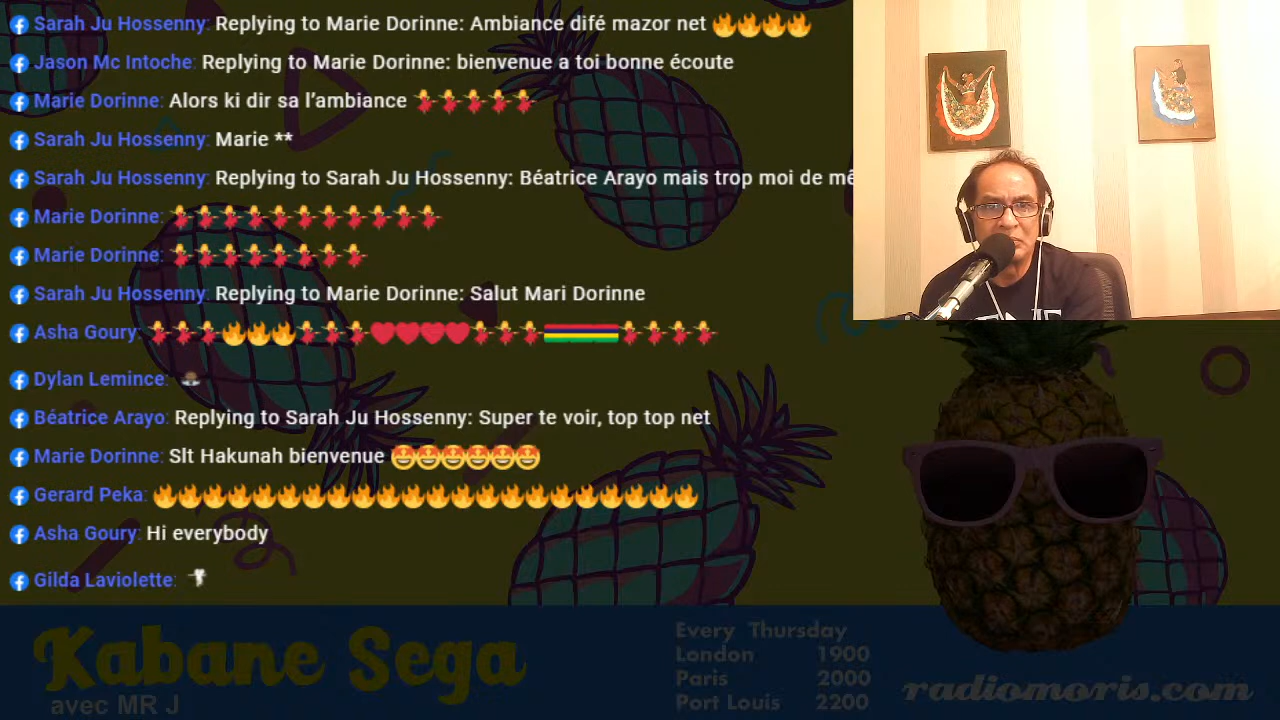 Sarah Ju Hossenny: Replying to Marie Dorinne: Ambiance difé mazor net 🔥🔥🔥🔥
Jason Mc Intoche: Replying to Marie Dorinne: bienvenue a toi bonne écoute
Marie Dorinne: Alors ki dir sa l’ambiance 💃💃💃💃💃
Sarah Ju Hossenny: Marie **
Sarah Ju Hossenny: Replying to Sarah Ju Hossenny: Béatrice Arayo mais trop moi de mê
Marie Dorinne: 💃💃💃💃💃💃💃💃💃💃💃
Marie Dorinne: 💃💃💃💃💃💃💃💃
Sarah Ju Hossenny: Replying to Marie Dorinne: Salut Mari Dorinne
Asha Goury: 💃💃💃🔥🔥🔥💃💃💃❤️❤️❤️❤️💃💃💃🇲🇺🇲🇺🇲🇺💃💃💃💃
Dylan Lemince:
Béatrice Arayo: Replying to Sarah Ju Hossenny: Super te voir, top top net
Marie Dorinne: Slt Hakunah bienvenue 🤩🤩🤩🤩🤩🤩
Gerard Peka: 🔥🔥🔥🔥🔥🔥🔥🔥🔥🔥🔥🔥🔥🔥🔥🔥🔥🔥🔥🔥🔥🔥
Asha Goury: Hi everybody
Gilda Laviolette:
Kabane Sega
avec MR J
Every Thursday
London 1900
Paris 2000
Port Louis 2200
radiomoris.com